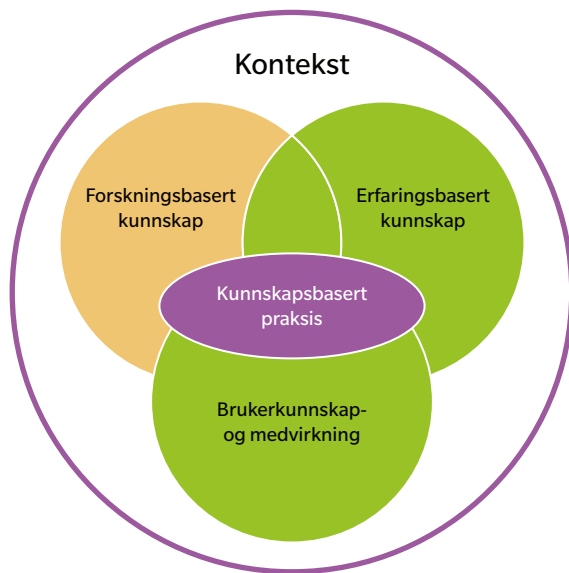 Kontekst
Forskningsbasert
kunnskap
Erfaringsbasert
kunnskap
Kunnskapsbasert
praksis
Brukerkunnskap-
og medvirkning